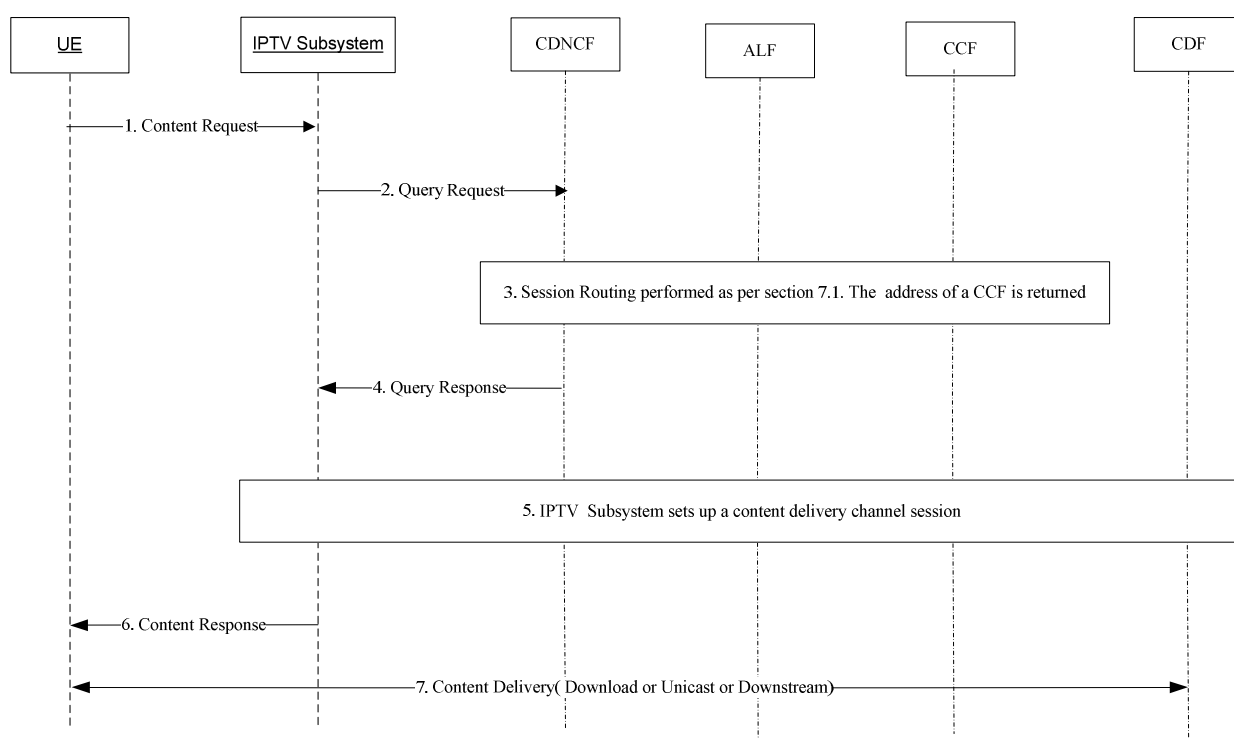 UE
IPTV Subsystem
CDNCF
ALF
CCF
CDF
1. Content Request
2. Query Request
3. Session Routing performed as per section 7.1. The address of a CCF is returned
4. Query Response
5. IPTV Subsystem sets up a content delivery channel session
6. Content Response
7. Content Delivery( Download or Unicast or Downstream)